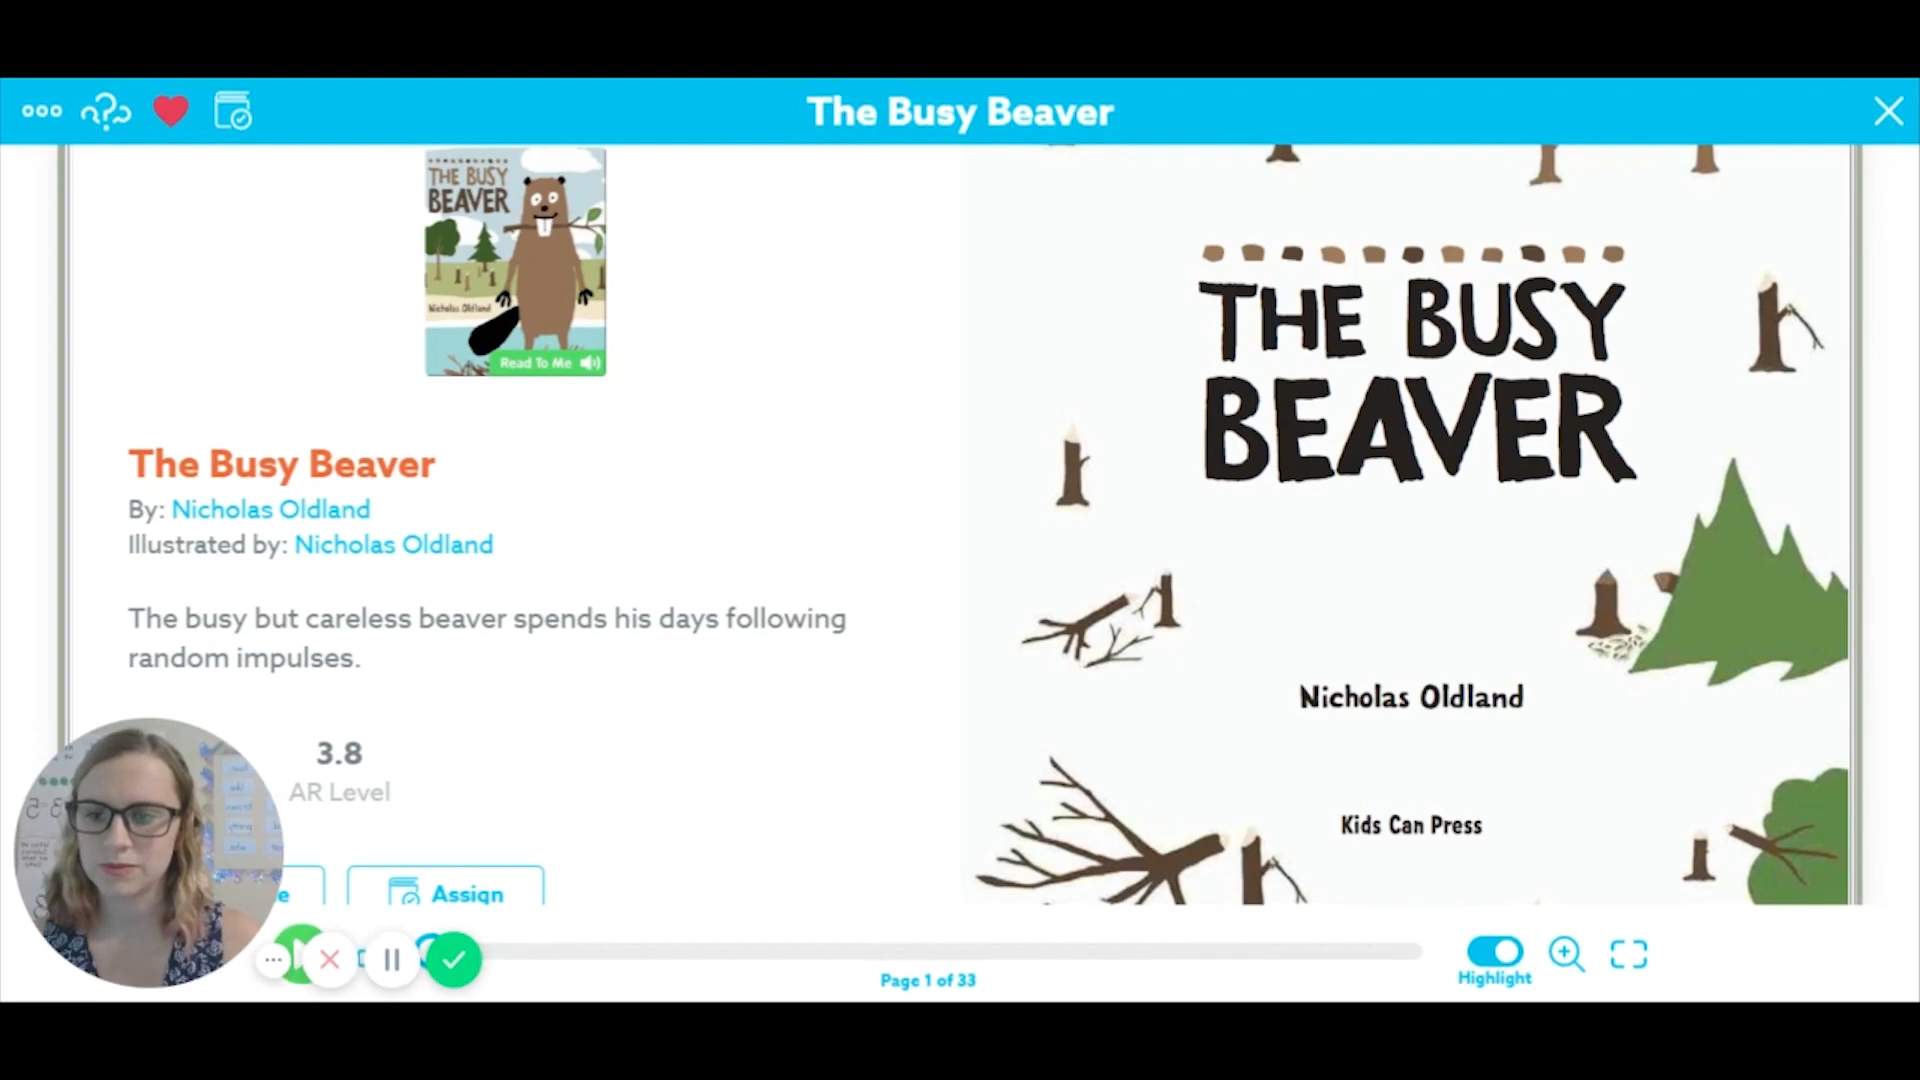 The Busy Beaver
THE BUSY
BEAVER
Nicholas Oldland
Read To Me
The Busy Beaver
By: Nicholas Oldland
Illustrated by: Nicholas Oldland
The busy but careless beaver spends his days following
random impulses.
3.8
AR Level
e
Assign
THE BUSY
BEAVER
Nicholas Oldland
Kids Can Press
Page 1 of 33
Highlight